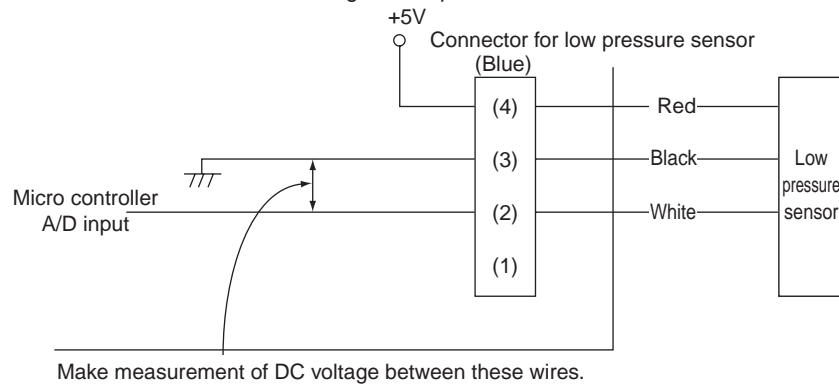 +5V
Connector for low pressure sensor
(Blue)
(4)
Red
(3)
Black
Low
pressure
sensor
Micro controller
A/D input
(2)
White
(1)
Make measurement of DC voltage between these wires.